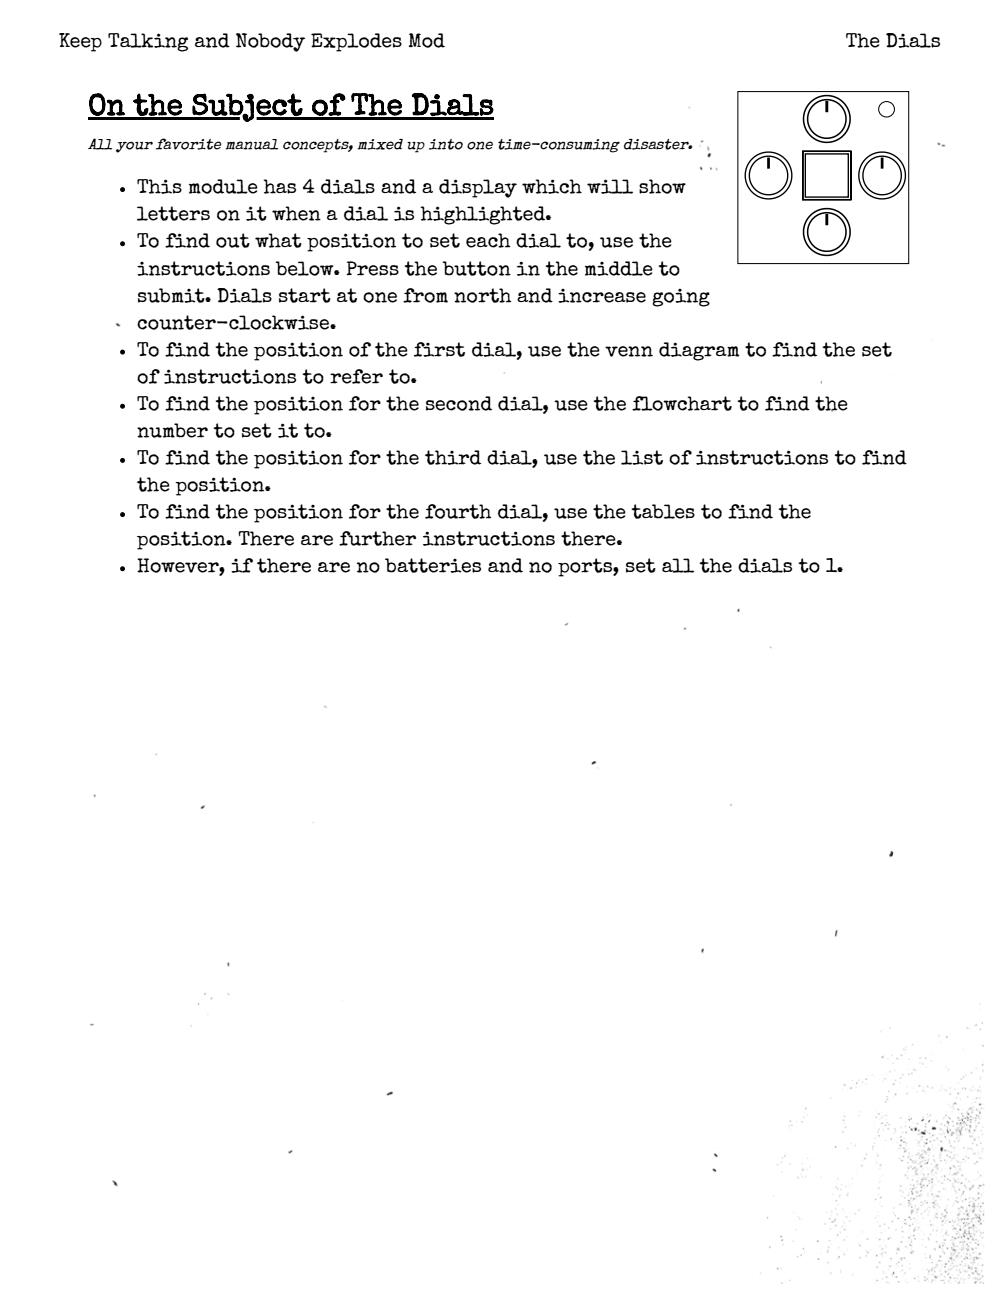 Keep Talking and Nobody Explodes Mod
The Dials
On the Subject of The Dials
All your favorite manual concepts, mixed up into one time-consuming disaster.
• This module has 4 dials and a display which will show
letters on it when a dial is highlighted.
• To find out what position to set each dial to, use the
instructions below. Press the button in the middle to
submit. Dials start at one from north and increase going
counter-clockwise.
• To find the position of the first dial, use the venn diagram to find the set
of instructions to refer to.
• To find the position for the second dial, use the flowchart to find the
number to set it to.
• To find the position for the third dial, use the list of instructions to find
the position.
• To find the position for the fourth dial, use the tables to find the
position. There are further instructions there.
• However, if there are no batteries and no ports, set all the dials to 1.